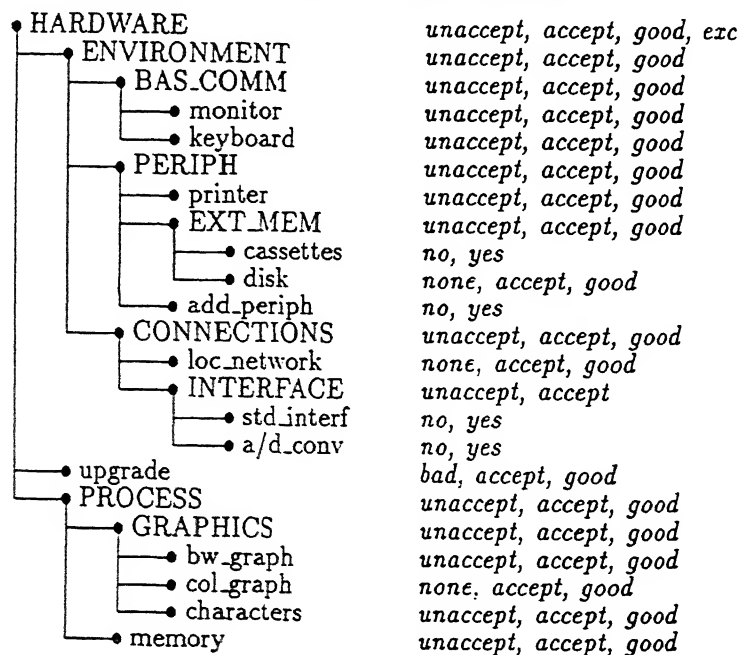 HARDWARE unaccept, accept, good, exc
ENVIRONMENT unaccept, accept, good
BAS_COMM unaccept, accept, good
monitor unaccept, accept, good
keyboard unaccept, accept, good
PERIPH unaccept, accept, good
printer unaccept, accept, good
EXT_MEM unaccept, accept, good
cassettes no, yes
disk none, accept, good
add_periph no, yes
CONNECTIONS unaccept, accept, good
loc_network none, accept, good
INTERFACE unaccept, accept
std_interf no, yes
a/d_conv no, yes
upgrade bad, accept, good
PROCESS unaccept, accept, good
GRAPHICS unaccept, accept, good
bw_graph unaccept, accept, good
col_graph none, accept, good
characters unaccept, accept, good
memory unaccept, accept, good